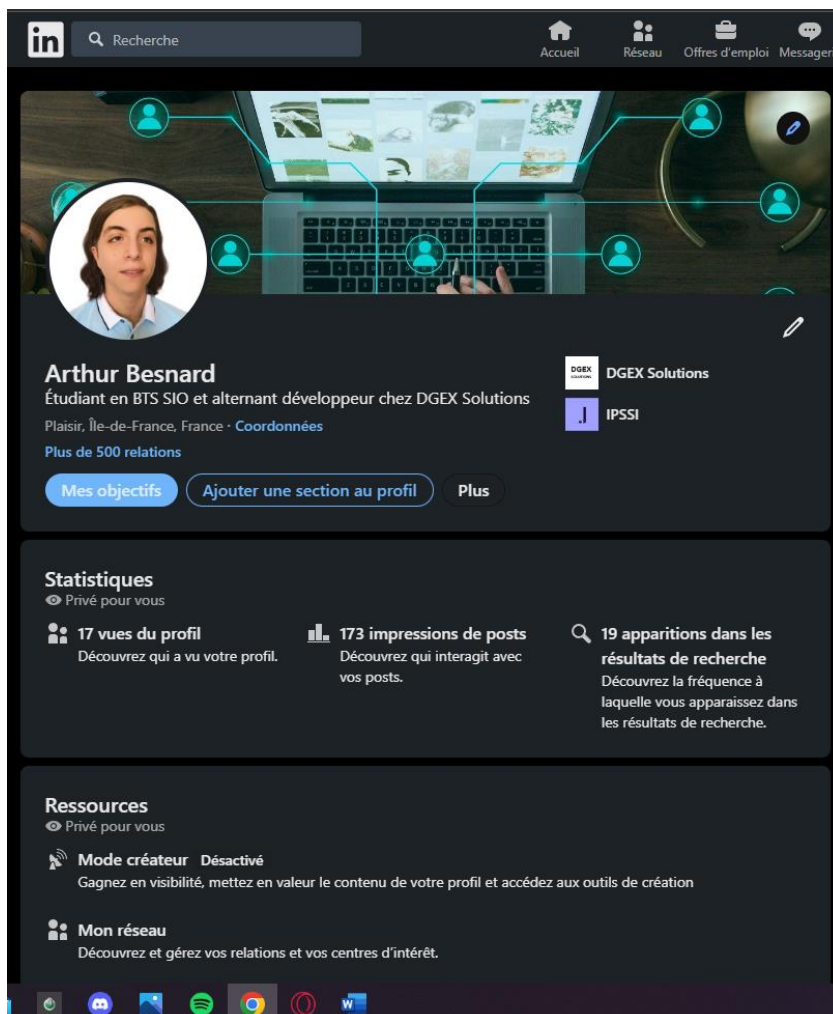 in
Recherche
Accueil
Réseau
Offres d'emploi
Messager
Arthur Besnard
Étudiant en BTS SIO et alternant développeur chez DGEX Solutions
Plaisir, Île-de-France, France · Coordonnées
Plus de 500 relations
Mes objectifs
Ajouter une section au profil
Plus
DGEX
SOLUTIONS
DGEX Solutions
IPSSI
Statistiques
Privé pour vous
17 vues du profil
Découvrez qui a vu votre profil.
173 impressions de posts
Découvrez qui interagit avec
vos posts.
19 apparitions dans les
résultats de recherche
Découvrez la fréquence à
laquelle vous apparaissez dans
les résultats de recherche.
Ressources
Privé pour vous
Mode créateur Désactivé
Gagnez en visibilité, mettez en valeur le contenu de votre profil et accédez aux outils de création
Mon réseau
Découvrez et gérez vos relations et vos centres d'intérêt.
W